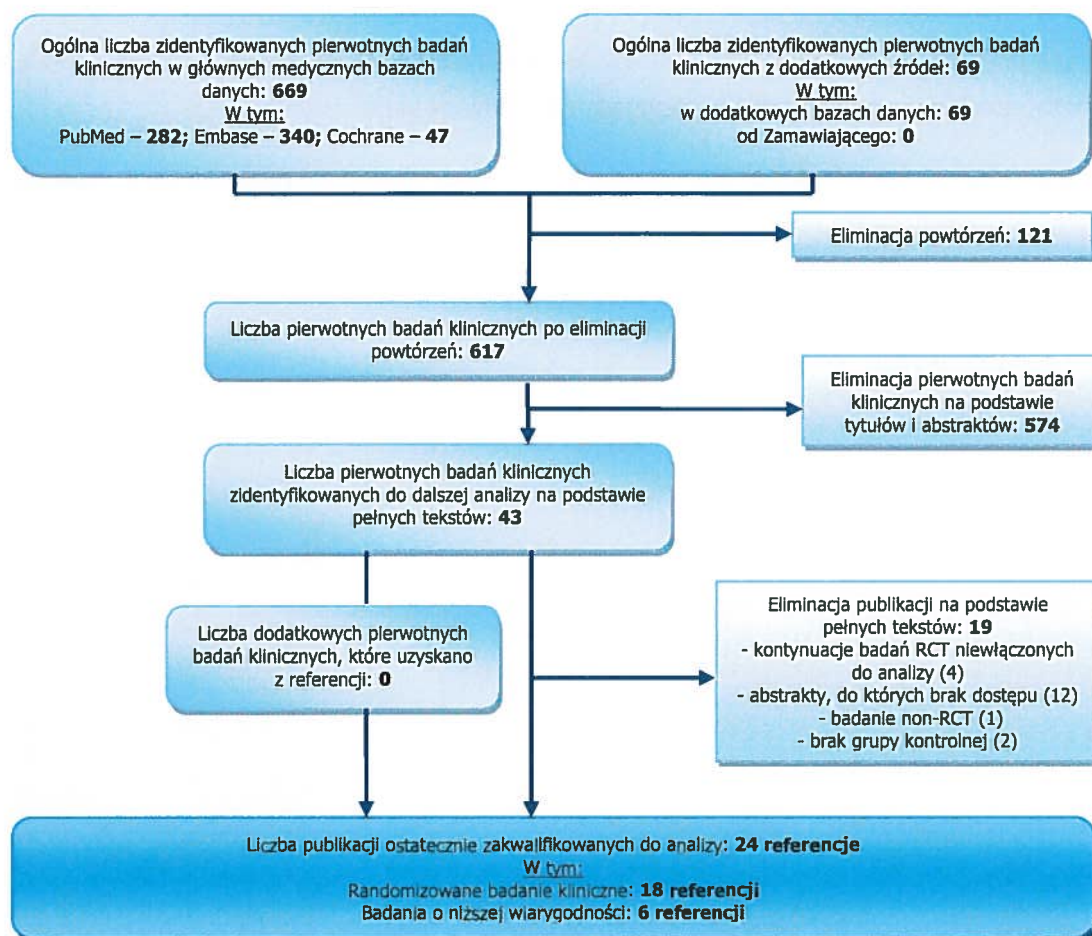 Ogólna liczba zidentyfikowanych pierwotnych badań
klinicznych w głównych medycznych bazach
danych: 669
W tym:
PubMed – 282; Embase – 340; Cochrane – 47
Ogólna liczba zidentyfikowanych pierwotnych badań
klinicznych z dodatkowych źródeł: 69
W tym:
w dodatkowych bazach danych: 69
od Zamawiającego: 0
Eliminacja powtórzeń: 121
Liczba pierwotnych badań klinicznych po eliminacji
powtórzeń: 617
Eliminacja pierwotnych badań
klinicznych na podstawie
tytułów i abstraktów: 574
Liczba pierwotnych badań klinicznych
zidentyfikowanych do dalszej analizy na podstawie
pełnych tekstów: 43
Liczba dodatkowych pierwotnych
badań klinicznych, które uzyskano
z referencji: 0
Eliminacja publikacji na podstawie
pełnych tekstów: 19
- kontynuacje badań RCT niewłączonych
do analizy (4)
- abstrakty, do których brak dostępu (12)
- badanie non-RCT (1)
- brak grupy kontrolnej (2)
Liczba publikacji ostatecznie zakwalifikowanych do analizy: 24 referencje
W tym:
Randomizowane badanie kliniczne: 18 referencji
Badania o niższej wiarygodności: 6 referencji